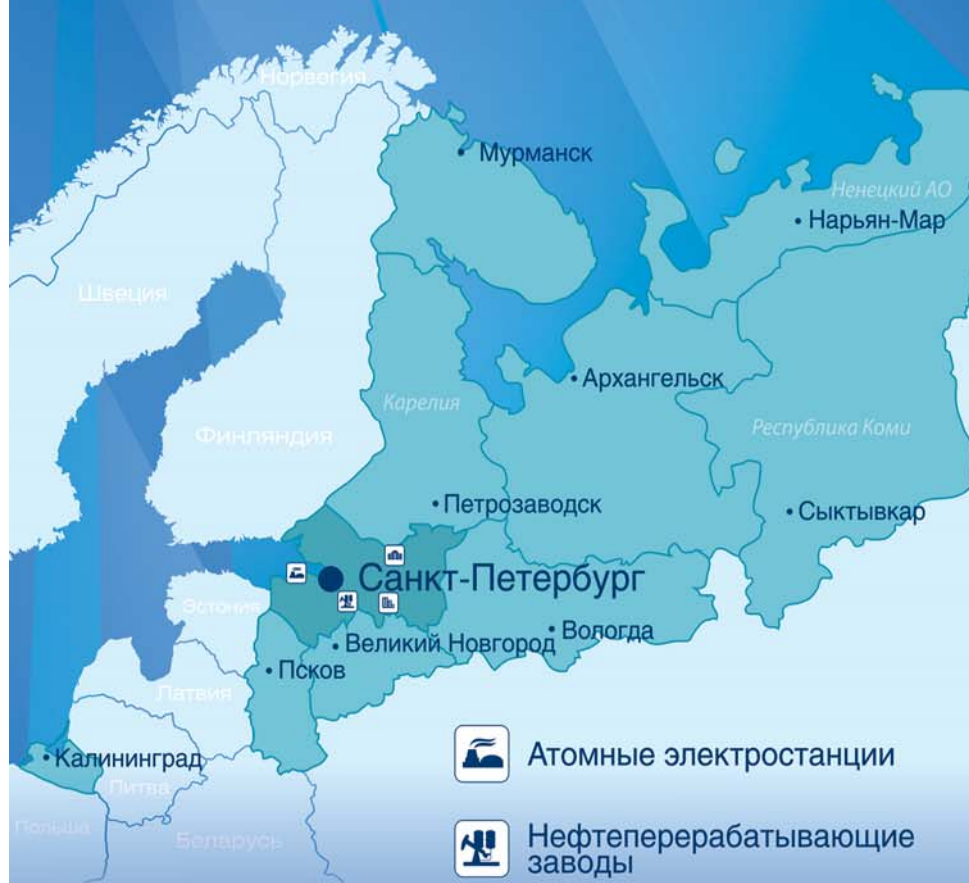 Норвегия
Мурманск
Ненецкий АО
Нарьян-Мар
Швеция
Архангельск
Карелия
Финляндия
Республика Коми
Петрозаводск
Сыктывкар
Санкт-Петербург
Эстония
Вологда
Великий Новгород
Псков
Латвия
Калининград
Литва
Польша
Беларусь
Атомные электростанции
Нефтеперерабатывающие
заводы